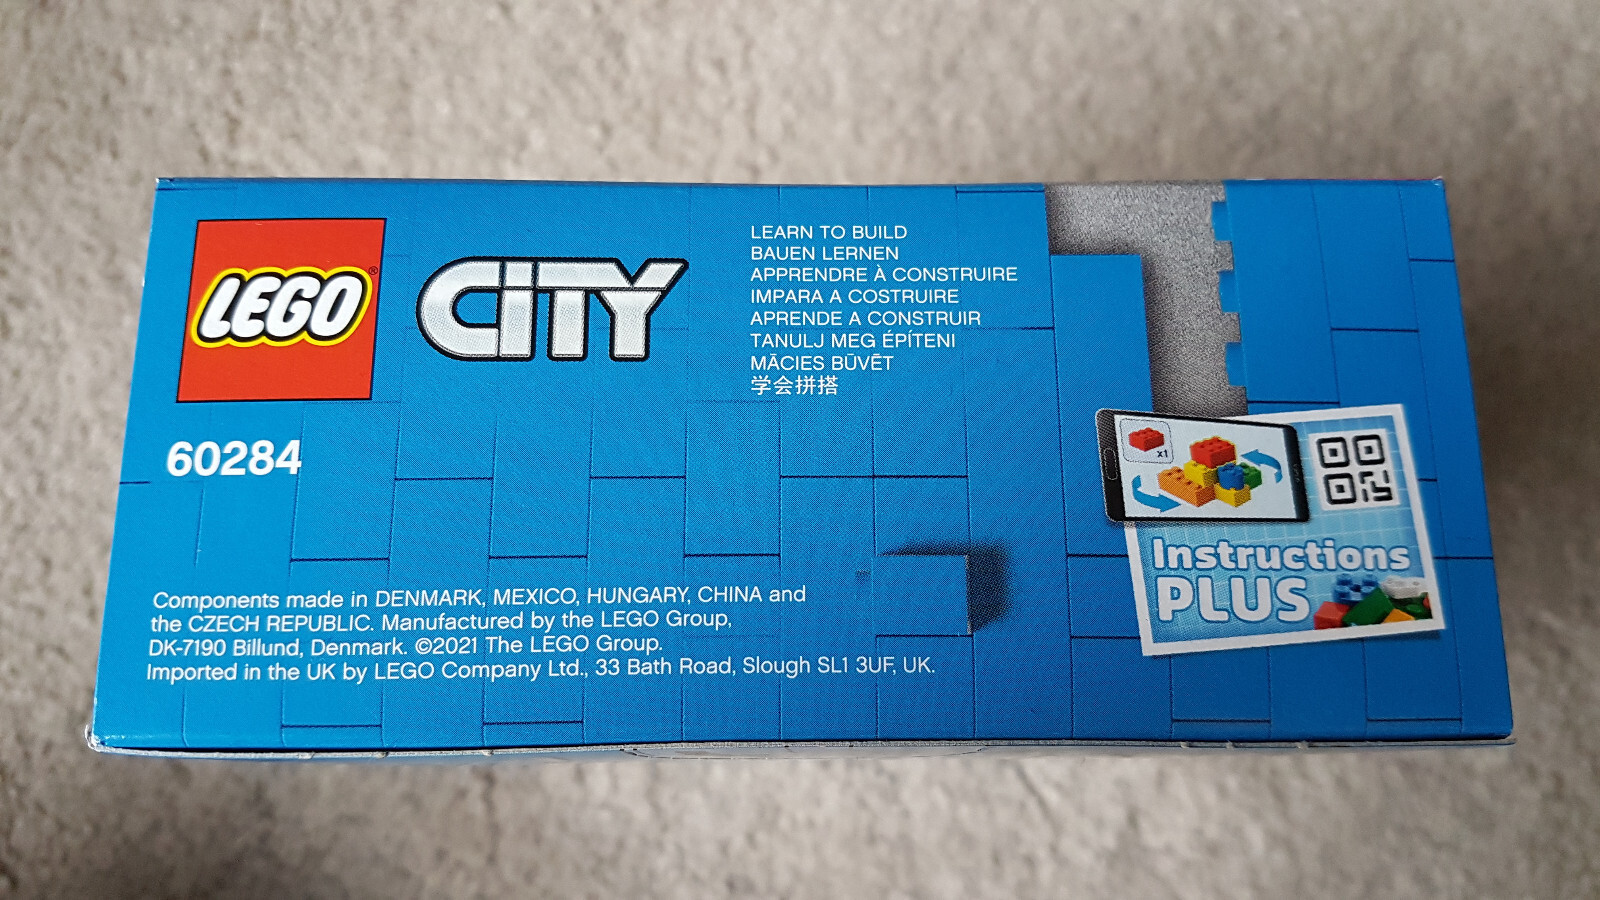 LEGO®
CITY
60284
LEARN TO BUILD
BAUEN LERNEN
APPRENDRE À CONSTRUIRE
IMPARA A COSTRUIRE
APRENDE A CONSTRUIR
TANULJ MEG ÉPÍTENI
MĀCIES BŪVĒT
学会拼搭
x1
Instructions
PLUS
Components made in DENMARK, MEXICO, HUNGARY, CHINA and
the CZECH REPUBLIC. Manufactured by the LEGO Group,
DK-7190 Billund, Denmark. ©2021 The LEGO Group.
Imported in the UK by LEGO Company Ltd., 33 Bath Road, Slough SL1 3UF, UK.